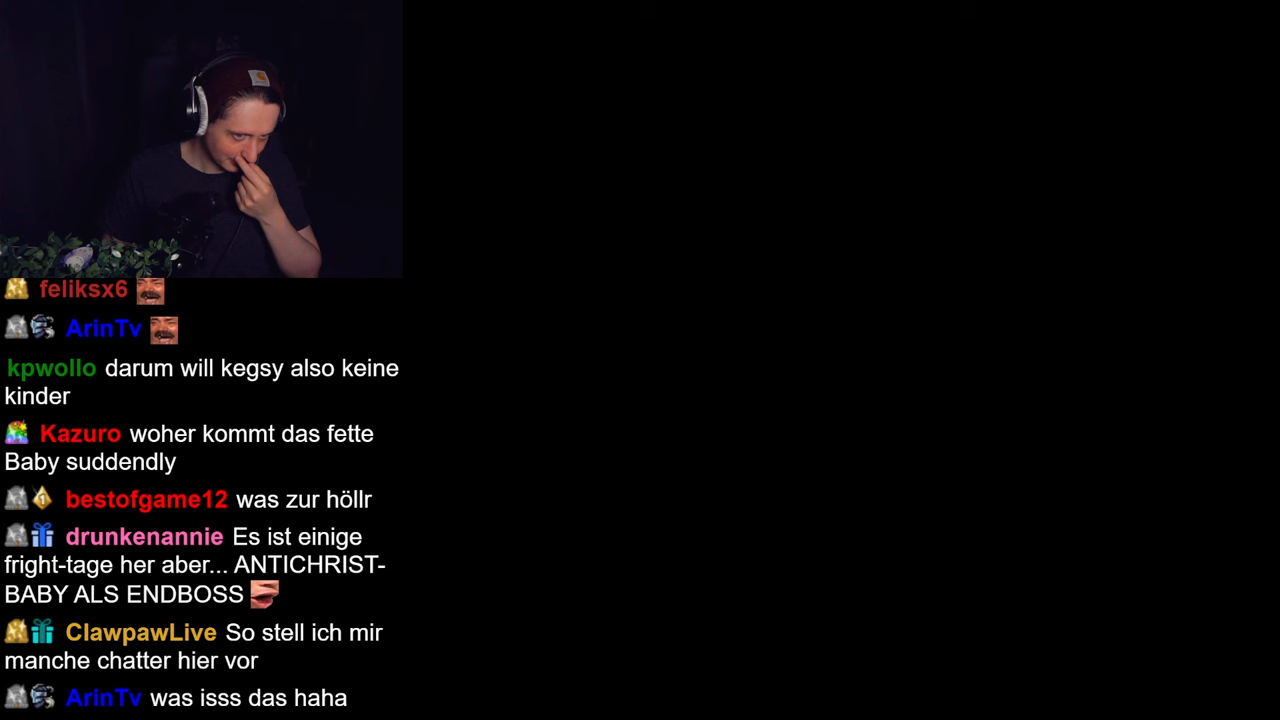 feliksx6
ArinTv
kpwollo darum will kegsy also keine
kinder
Kazuro woher kommt das fette
Baby suddendly
bestofgame12 was zur höllr
drunkenannie Es ist einige
fright-tage her aber... ANTICHRIST-
BABY ALS ENDBOSS
ClawpawLive So stell ich mir
manche chatter hier vor
ArinTv was isss das haha